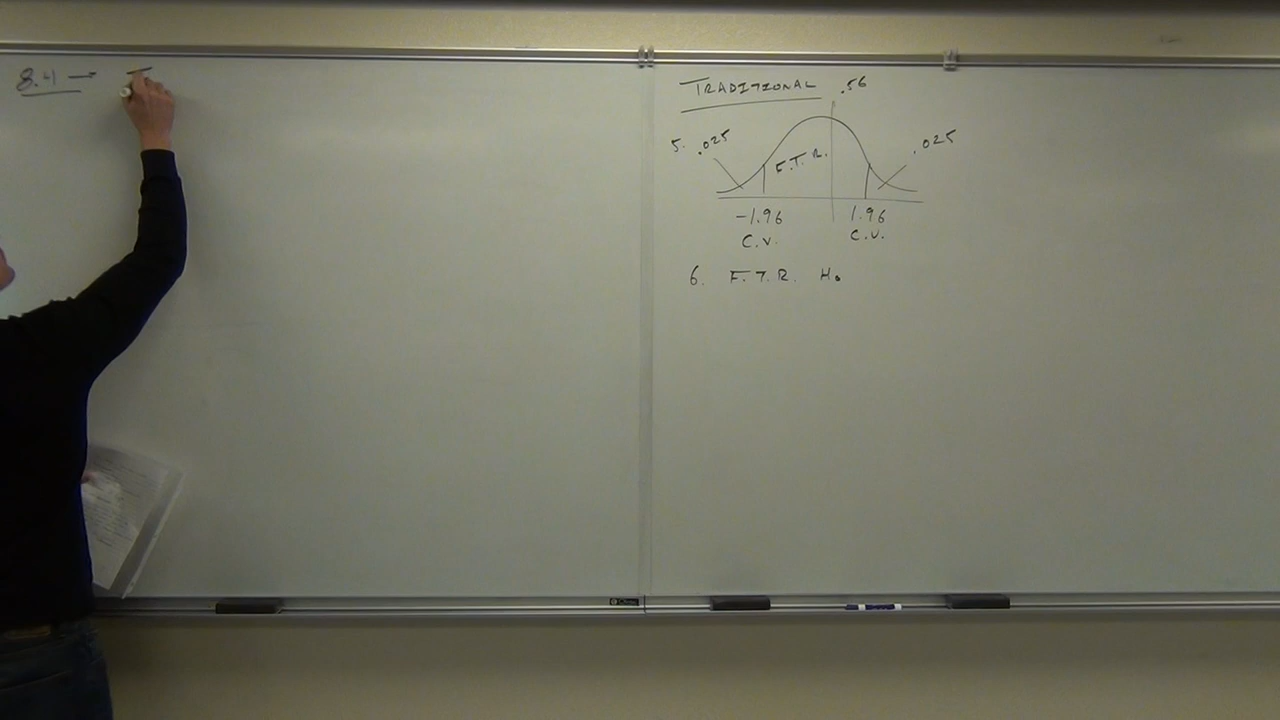 8.4 → T
TRADITIONAL .56
5. .025 F.T.R. .025
-1.96 1.96
C.V. C.V.
6. F.T.R. H₀